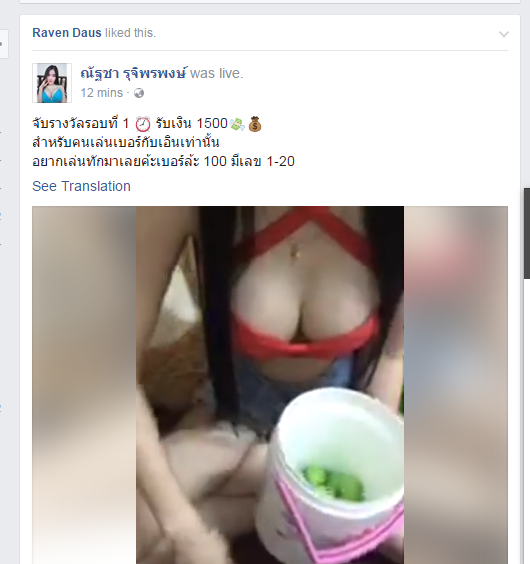 Raven Daus liked this.
ณัฐชา รุจิพรพงษ์ was live.
12 mins ·
จับรางวัลรอบที่ 1 ⏰ รับเงิน 1500💸💰
สำหรับคนเล่นเบอร์กับเอินเท่านั้น
อยากเล่นทักมาเลยค้ะเบอร์ล้ะ 100 มีเลข 1-20
See Translation